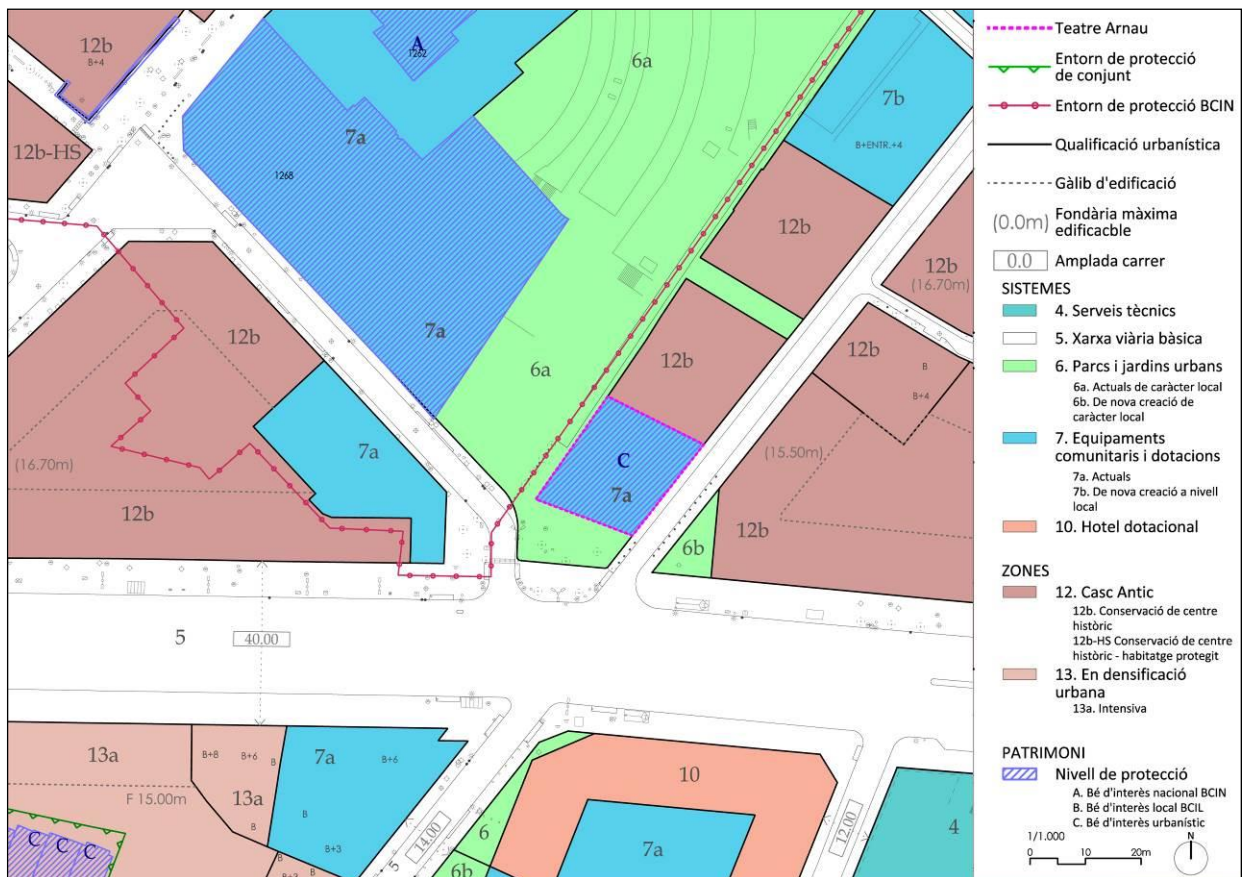 12b
B+4
A
1262
6a
7b
B+ENTR.+4
12b-HS
7a
1268
12b
12b
(16.70m)
12b
7a
12b
B
B+4
12b
6a
(16.70m)
7a
C
7a
(15.50m)
12b
6b
12b
5
40.00
13a
B+8
B+6
B
7a
B+6
13a
F 15.00m
B
B
B+3
B+3
B
C
C
C
14.00
5
10
6
6b
7a
12.00
4
Teatre Arnau
Entorn de protecció
de conjunt
Entorn de protecció BCIN
Qualificació urbanística
Gàlib d'edificació
(0.0m) Fondària màxima
edificacble
0.0 Amplada carrer
SISTEMES
4. Serveis tècnics
5. Xarxa viària bàsica
6. Parcs i jardins urbans
6a. Actuals de caràcter local
6b. De nova creació de
caràcter local
7. Equipaments
comunitaris i dotacions
7a. Actuals
7b. De nova creació a nivell
local
10. Hotel dotacional
ZONES
12. Casc Antic
12b. Conservació de centre
històric
12b-HS Conservació de centre
històric - habitatge protegit
13. En densificació
urbana
13a. Intensiva
PATRIMONI
Nivell de protecció
A. Bé d'interès nacional BCIN
B. Bé d'interès local BCIL
C. Bé d'interès urbanístic
1/1.000
0 10 20m
N